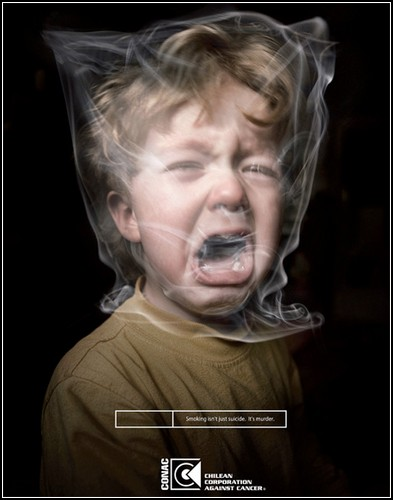 Smoking isn't just suicide. It's murder.
CONAC
CHILEAN
CORPORATION
AGAINST CANCER